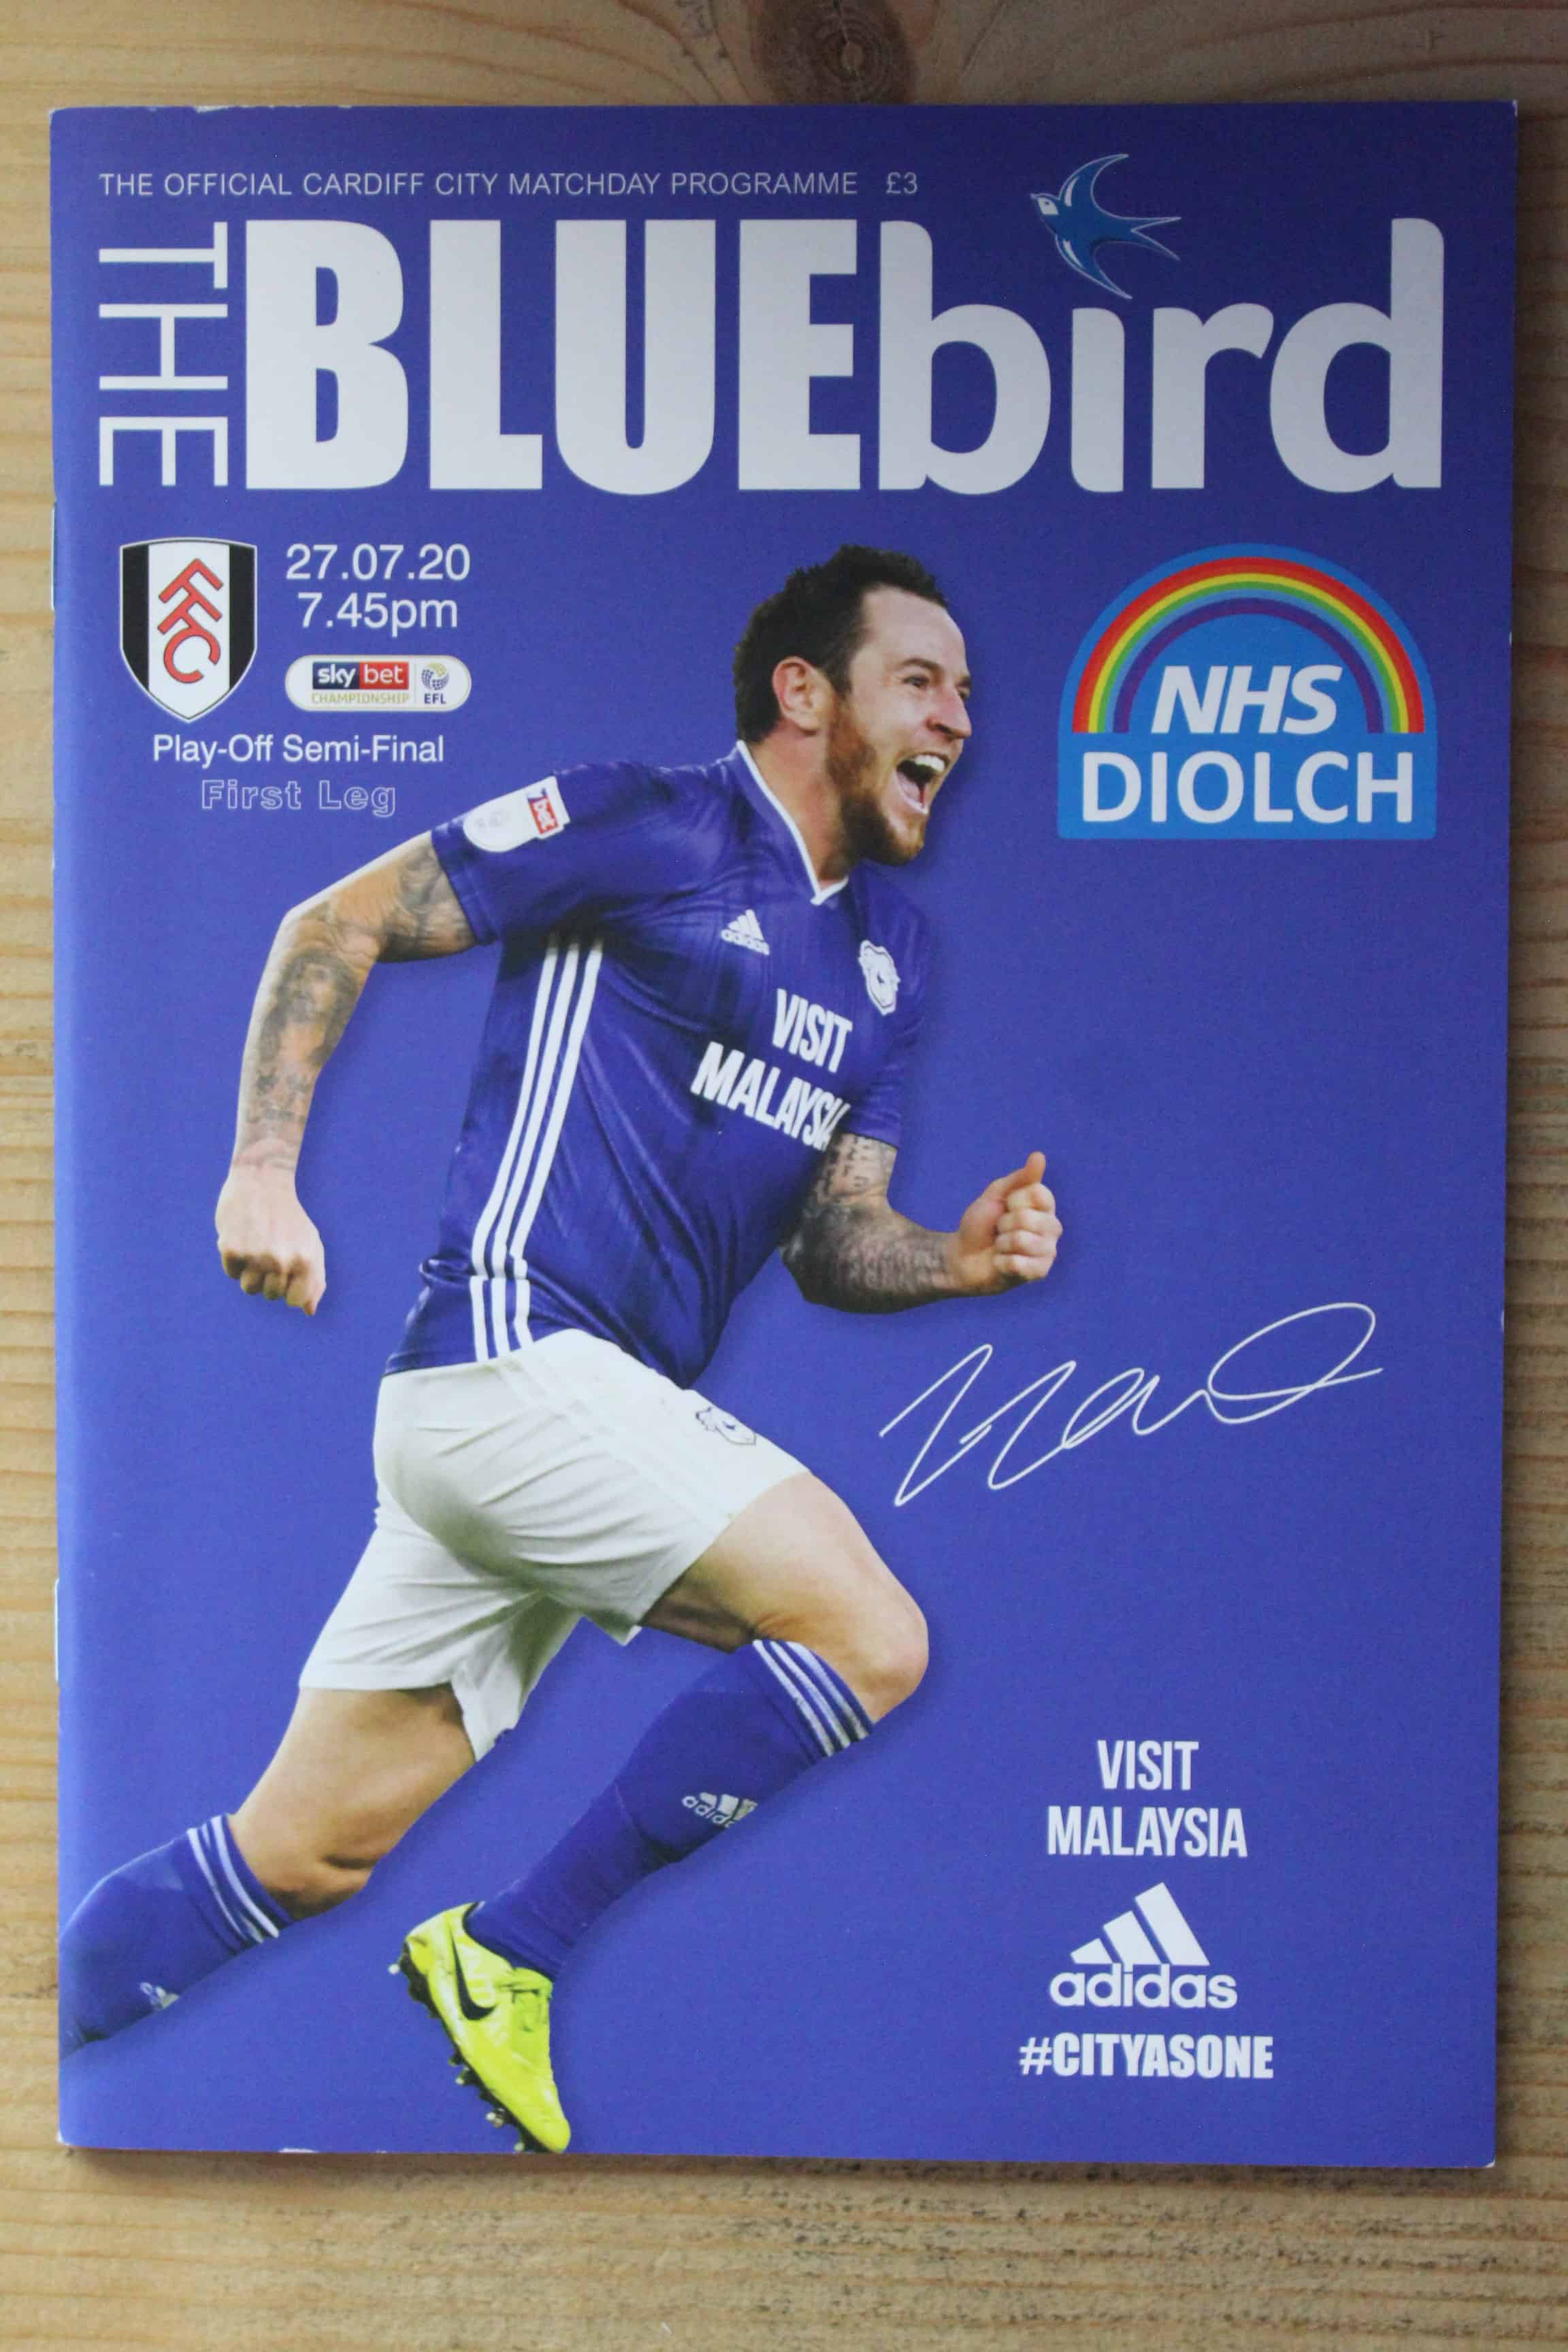 THE OFFICIAL CARDIFF CITY MATCHDAY PROGRAMME £3
THE BLUEbird
FFC
27.07.20
7.45pm
sky bet
CHAMPIONSHIP EFL
Play-Off Semi-Final
First Leg
NHS
DIOLCH
bet
adidas
VISIT
MALAYSIA
adidas
VISIT
MALAYSIA
adidas
#CITYASONE